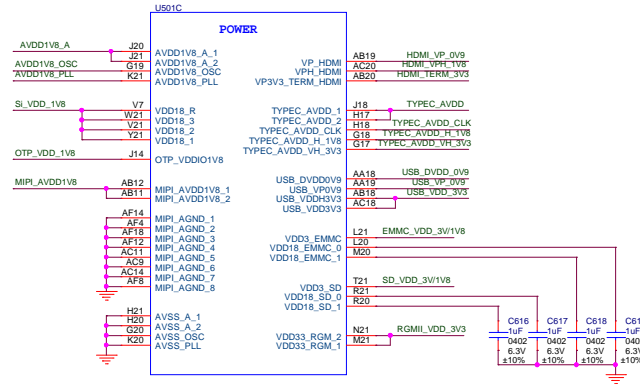 U501C
POWER
AVDD1V8_A
J20
AVDD1V8_A_1
J21
AVDD1V8_A_2
AVDD1V8_OSC
G19
AVDD1V8_OSC
AVDD1V8_PLL
K21
AVDD1V8_PLL
Si_VDD_1V8
V7
VDD18_R
W21
VDD18_3
V21
VDD18_2
Y21
VDD18_1
OTP_VDD_1V8
J14
OTP_VDDIO1V8
MIPI_AVDD1V8
AB12
MIPI_AVDD1V8_1
AB11
MIPI_AVDD1V8_2
AF14
MIPI_AGND_1
AF4
MIPI_AGND_2
AF18
MIPI_AGND_3
AF12
MIPI_AGND_4
AC11
MIPI_AGND_5
AC9
MIPI_AGND_6
AC14
MIPI_AGND_7
AF8
MIPI_AGND_8
H21
AVSS_A_1
H20
AVSS_A_2
G20
AVSS_OSC
K20
AVSS_PLL
VP_HDMI
AB19
HDMI_VP_0V9
VPH_HDMI
AC20
HDMI_VPH_1V8
VP3V3_TERM_HDMI
AB20
HDMI_TERM_3V3
TYPEC_AVDD_1
J18
TYPEC_AVDD
TYPEC_AVDD_2
H17
TYPEC_AVDD_CLK
H18
TYPEC_AVDD_CLK
TYPEC_AVDD_H_1V8
G18
TYPEC_AVDD_H_1V8
TYPEC_AVDD_VH_3V3
G17
TYPEC_AVDD_VH_3V3
USB_DVDD0V9
AA18
USB_DVDD_0V9
USB_VP0V9
AA19
USB_VP_0V9
USB_VDDH3V3
AB18
USB_VDD_3V3
USB_VDD3V3
AC18
VDD3_EMMC
L21
EMMC_VDD_3V/1V8
VDD18_EMMC_0
L20
VDD18_EMMC_1
M20
VDD3_SD
T21
SD_VDD_3V/1V8
VDD18_SD_0
R21
VDD18_SD_1
R20
VDD33_RGM_2
N21
RGMII_VDD_3V3
VDD33_RGM_1
M21
C616
1uF
0402
6.3V
±10%
C617
1uF
0402
6.3V
±10%
C618
1uF
0402
6.3V
±10%
1uF
6.3V
±10%